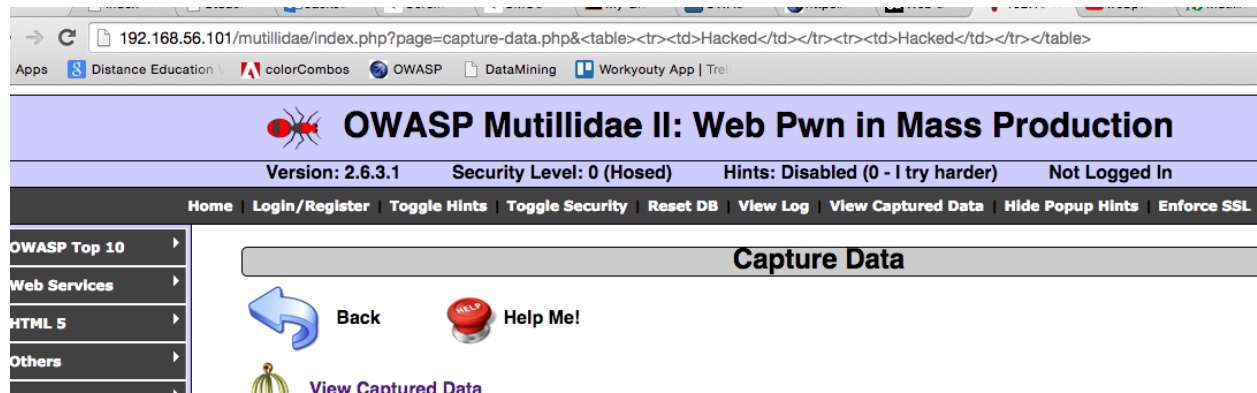 192.168.56.101/mutillidae/index.php?page=capture-data.php&<table><tr><td>Hacked</td></tr><tr><td>Hacked</td></tr></table>
Apps Distance Education colorCombos OWASP DataMining Workyouty App | Trel
OWASP Mutillidae II: Web Pwn in Mass Production
Version: 2.6.3.1 Security Level: 0 (Hosed) Hints: Disabled (0 - I try harder) Not Logged In
Home | Login/Register | Toggle Hints | Toggle Security | Reset DB | View Log | View Captured Data | Hide Popup Hints | Enforce SSL
OWASP Top 10
Web Services
HTML 5
Others
Capture Data
Back
HELP
Help Me!
View Captured Data